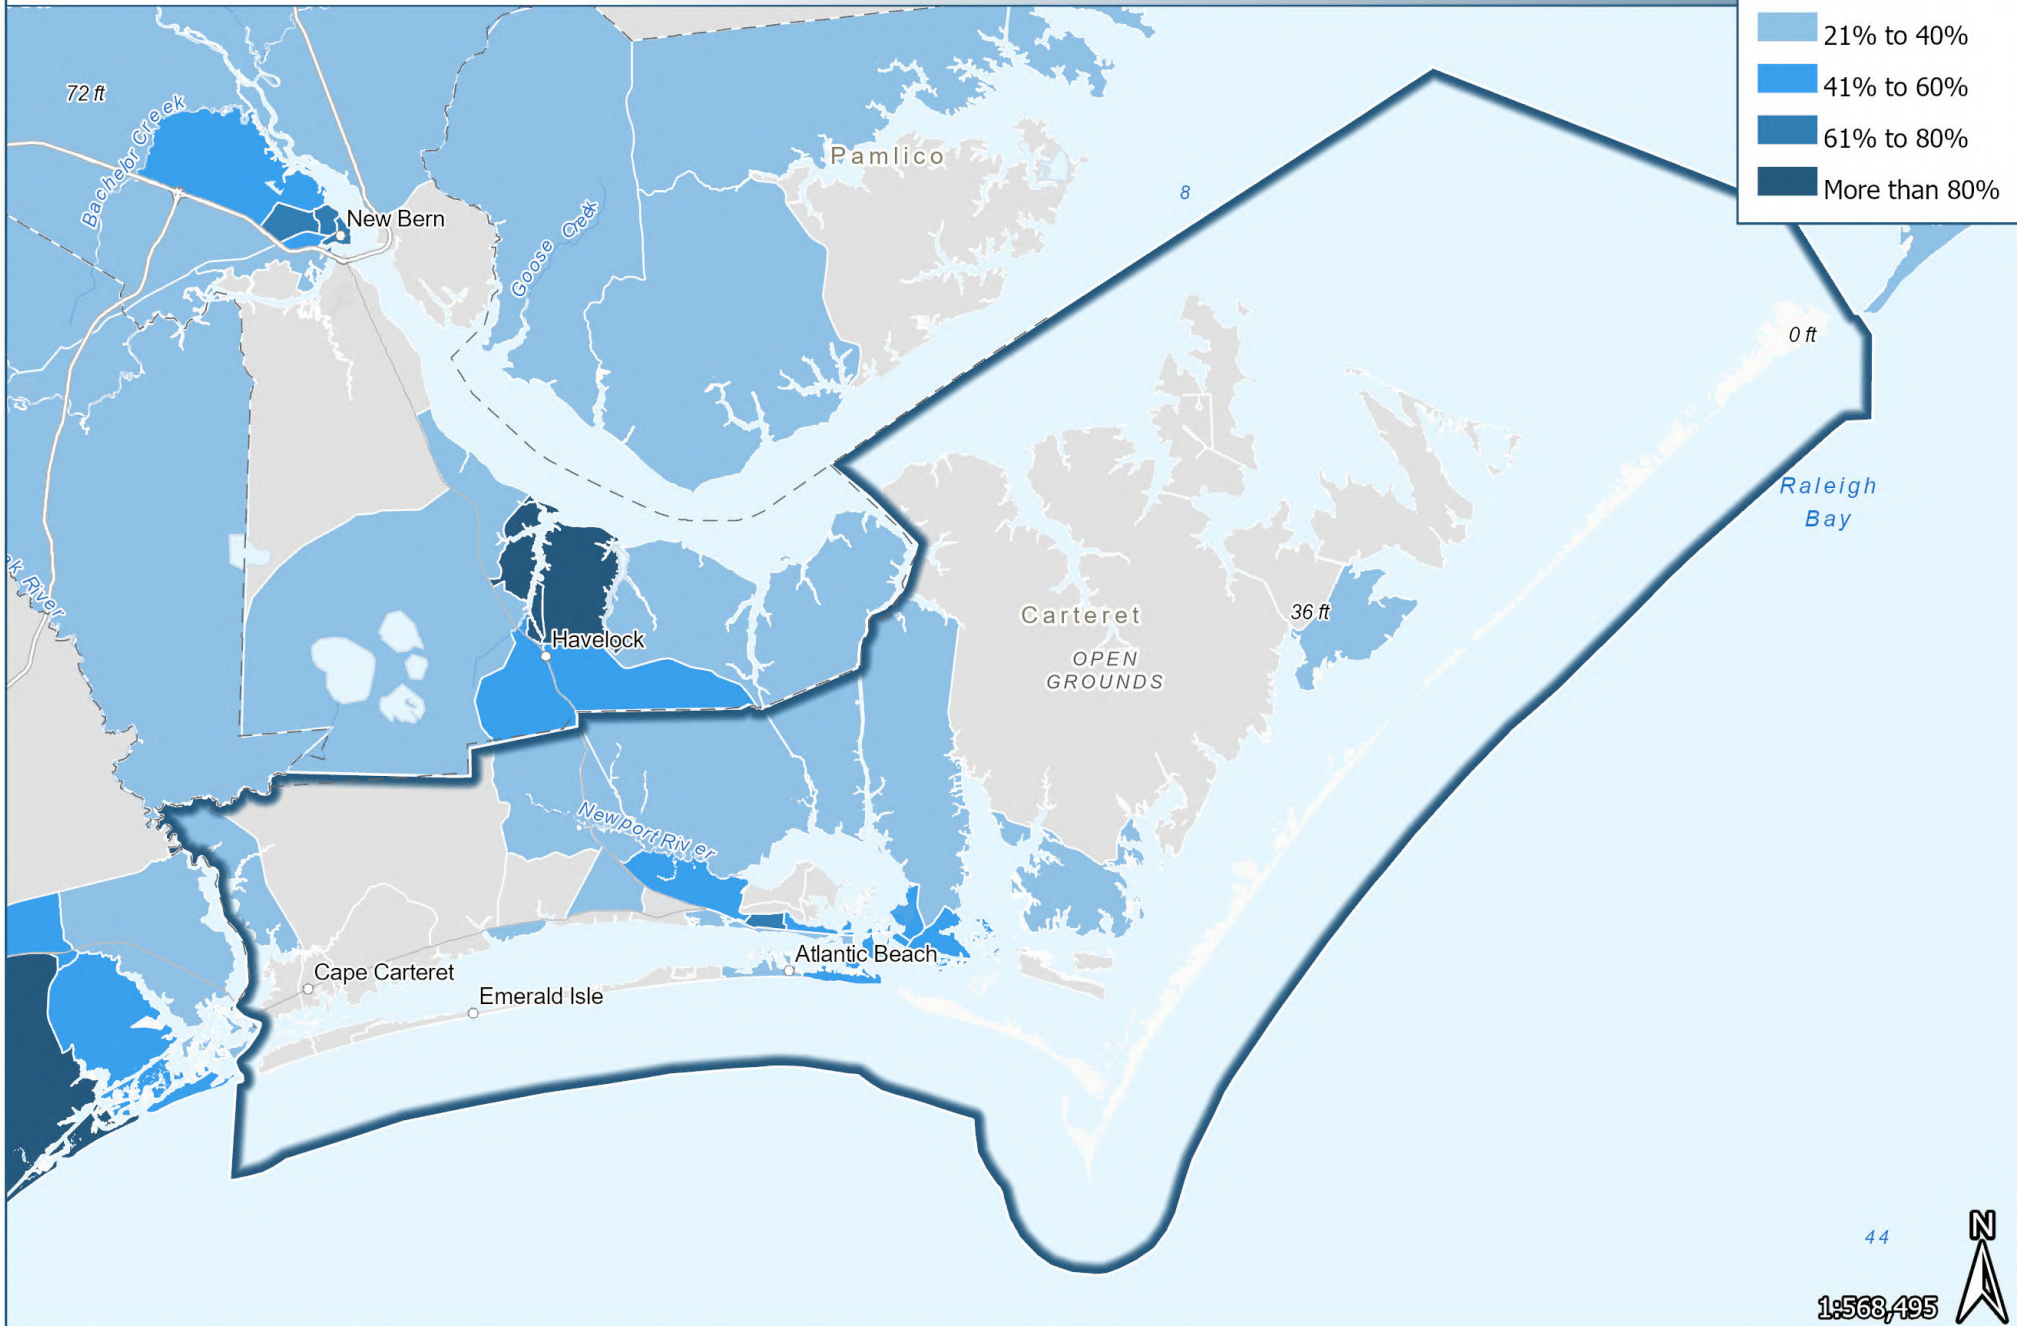 21% to 40%
41% to 60%
61% to 80%
More than 80%
72 ft
Bachelor Creek
Pamlico
8
New Bern
Goose Creek
0 ft
Raleigh
Bay
River
Havelock
Carteret
36 ft
OPEN
GROUNDS
Newport River
Atlantic Beach
Cape Carteret
Emerald Isle
44
N
1:568,495